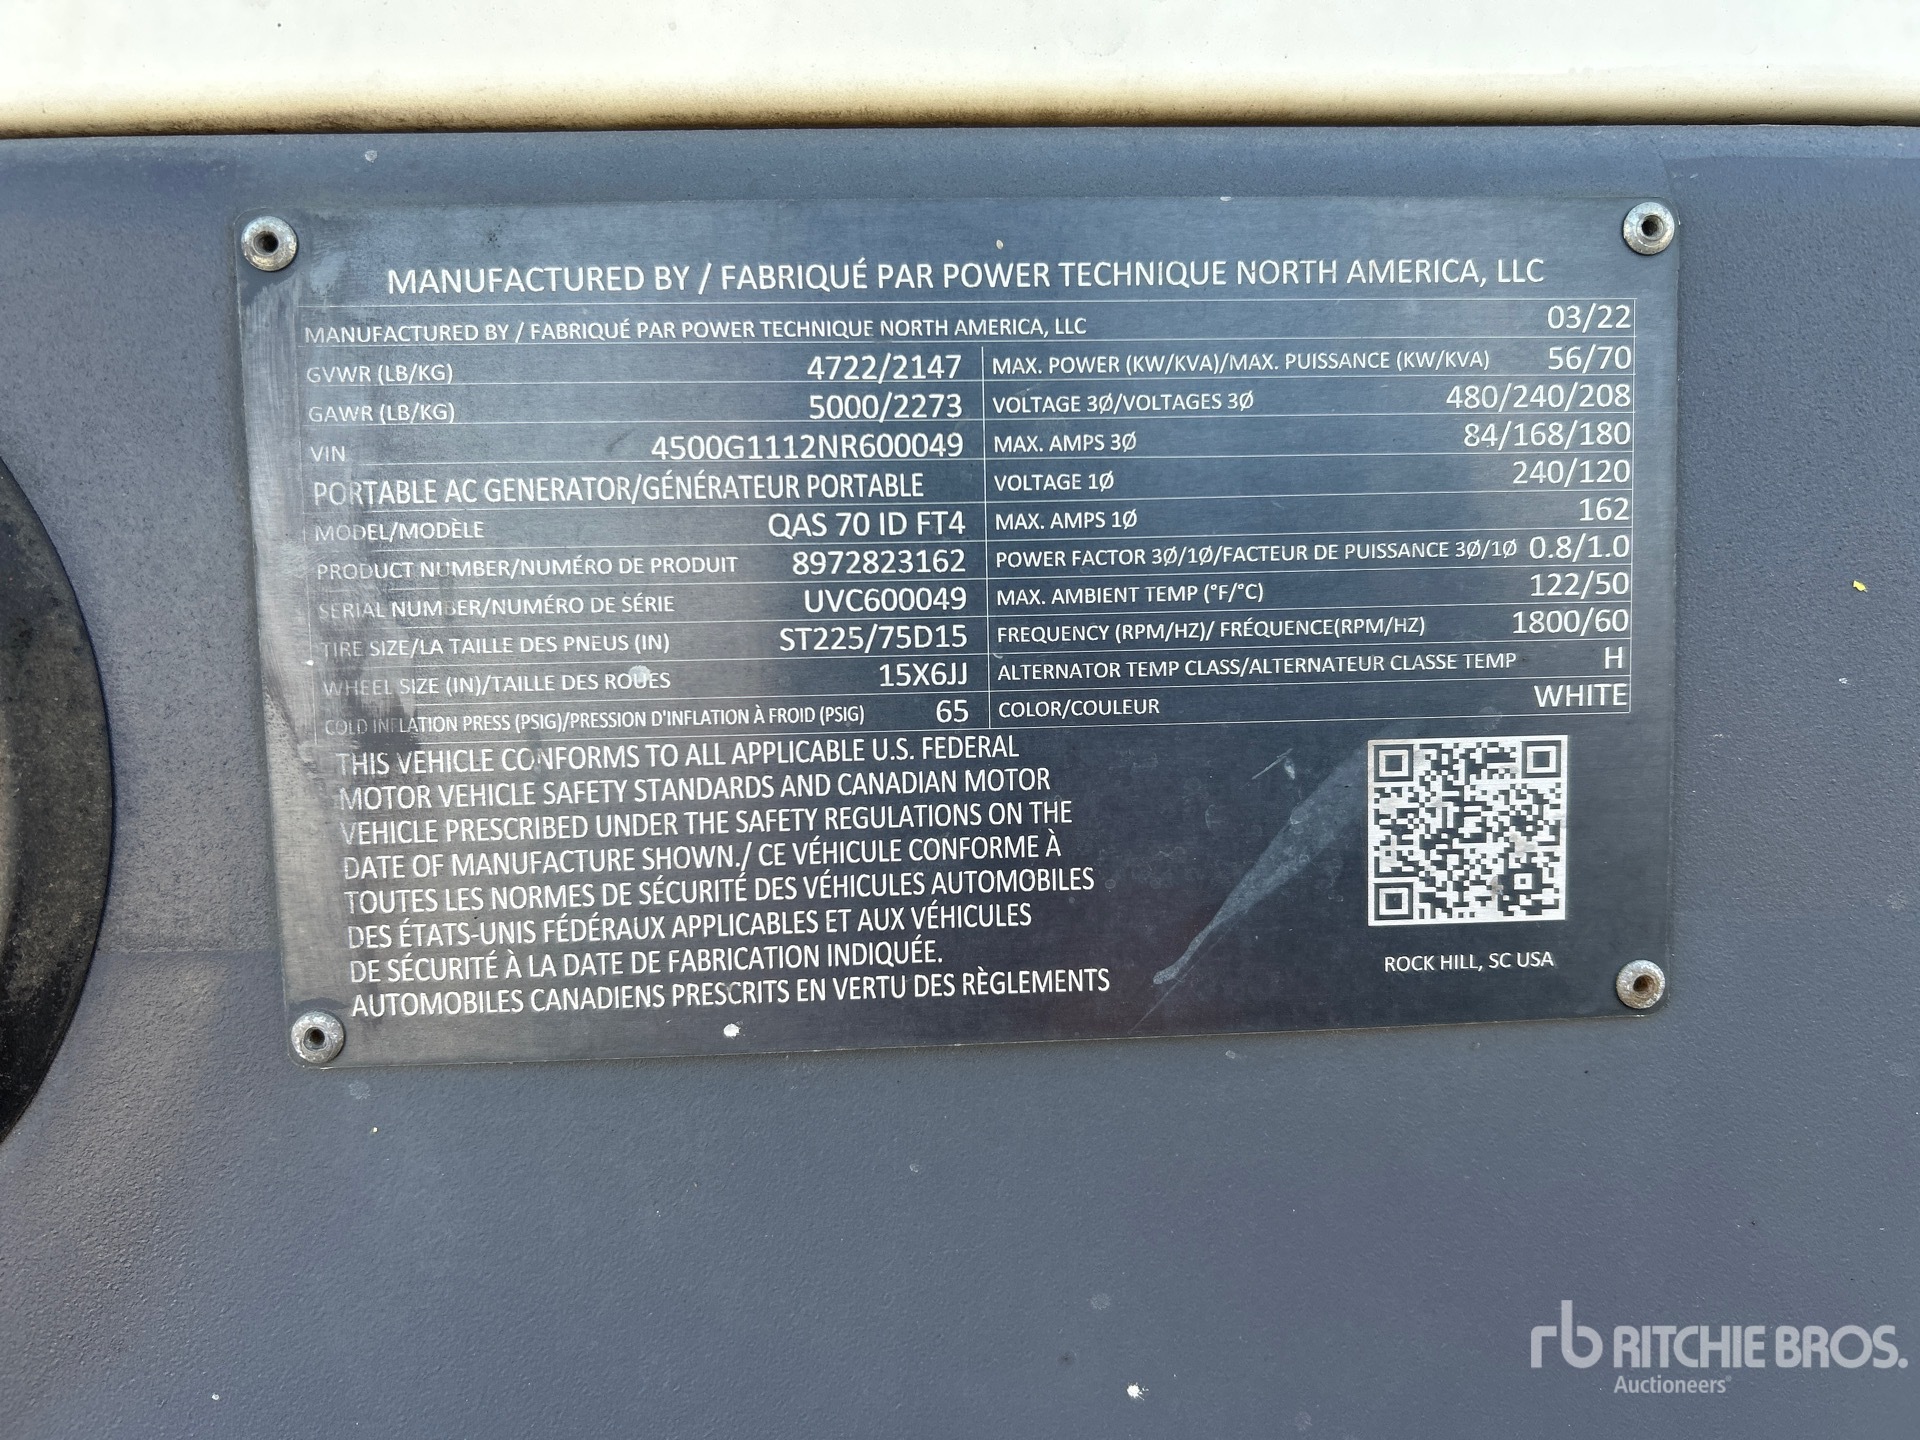 MANUFACTURED BY / FABRIQUÉ PAR POWER TECHNIQUE NORTH AMERICA, LLC
MANUFACTURED BY / FABRIQUÉ PAR POWER TECHNIQUE NORTH AMERICA, LLC 03/22
GVWR (LB/KG) 4722/2147
GAWR (LB/KG) 5000/2273
VIN 4500G1112NR600049
PORTABLE AC GENERATOR/GÉNÉRATEUR PORTABLE
MODEL/MODÈLE QAS 70 ID FT4
PRODUCT NUMBER/NUMÉRO DE PRODUIT 8972823162
SERIAL NUMBER/NUMÉRO DE SÉRIE UVC600049
TIRE SIZE/LA TAILLE DES PNEUS (IN) ST225/75D15
WHEEL SIZE (IN)/TAILLE DES ROUES 15X6JJ
COLD INFLATION PRESS (PSIG)/PRESSION D'INFLATION À FROID (PSIG) 65
MAX. POWER (KW/KVA)/MAX. PUISSANCE (KW/KVA) 56/70
VOLTAGE 3Ø/VOLTAGES 3Ø 480/240/208
MAX. AMPS 3Ø 84/168/180
VOLTAGE 1Ø 240/120
MAX. AMPS 1Ø 162
POWER FACTOR 3Ø/1Ø/FACTEUR DE PUISSANCE 3Ø/1Ø 0.8/1.0
MAX. AMBIENT TEMP (°F/°C) 122/50
FREQUENCY (RPM/HZ)/ FRÉQUENCE(RPM/HZ) 1800/60
ALTERNATOR TEMP CLASS/ALTERNATEUR CLASSE TEMP H
COLOR/COULEUR WHITE
THIS VEHICLE CONFORMS TO ALL APPLICABLE U.S. FEDERAL
MOTOR VEHICLE SAFETY STANDARDS AND CANADIAN MOTOR
VEHICLE PRESCRIBED UNDER THE SAFETY REGULATIONS ON THE
DATE OF MANUFACTURE SHOWN./ CE VÉHICULE CONFORME À
TOUTES LES NORMES DE SÉCURITÉ DES VÉHICULES AUTOMOBILES
DES ÉTATS-UNIS FÉDÉRAUX APPLICABLES ET AUX VÉHICULES
DE SÉCURITÉ À LA DATE DE FABRICATION INDIQUÉE.
AUTOMOBILES CANADIENS PRESCRITS EN VERTU DES RÈGLEMENTS
ROCK HILL, SC USA
rb RITCHIE BROS.
Auctioneers®